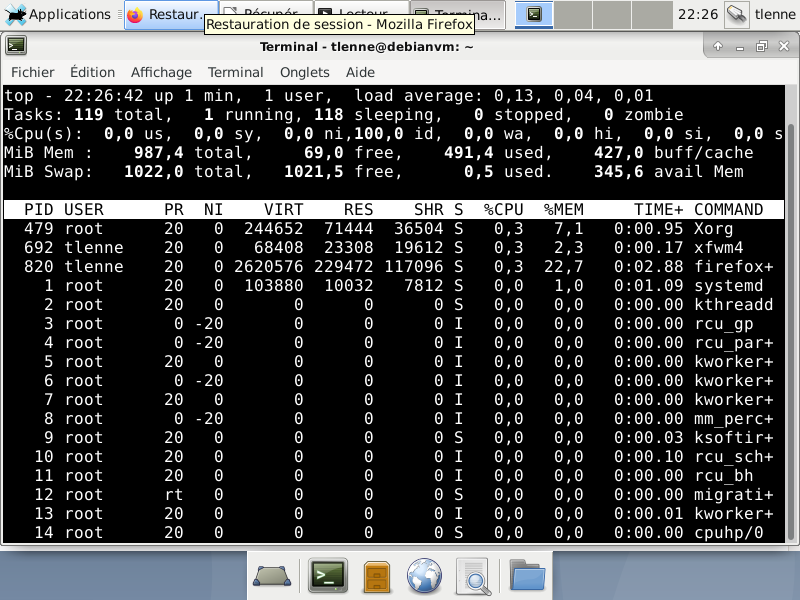 Applications Restaur... Récupér... Lecteur... Termina... 22:26 tlenne
Restauration de session - Mozilla Firefox
Terminal - tlenne@debianvm: ~
Fichier Édition Affichage Terminal Onglets Aide
top - 22:26:42 up 1 min,  1 user,  load average: 0,13, 0,04, 0,01
Tasks: 119 total,   1 running, 118 sleeping,   0 stopped,   0 zombie
%Cpu(s):  0,0 us,  0,0 sy,  0,0 ni,100,0 id,  0,0 wa,  0,0 hi,  0,0 si,  0,0 s
MiB Mem :    987,4 total,     69,0 free,    491,4 used,    427,0 buff/cache
MiB Swap:   1022,0 total,   1021,5 free,      0,5 used.    345,6 avail Mem
PID USER      PR  NI    VIRT    RES    SHR S  %CPU  %MEM     TIME+ COMMAND
479 root      20   0  244652  71444  36504 S   0,3   7,1   0:00.95 Xorg
692 tlenne    20   0   68408  23308  19612 S   0,3   2,3   0:00.17 xfwm4
820 tlenne    20   0 2620576 229472 117096 S   0,3  22,7   0:02.88 firefox+
1 root      20   0  103880  10032   7812 S   0,0   1,0   0:01.09 systemd
2 root      20   0       0      0      0 S   0,0   0,0   0:00.00 kthreadd
3 root       0 -20       0      0      0 I   0,0   0,0   0:00.00 rcu_gp
4 root       0 -20       0      0      0 I   0,0   0,0   0:00.00 rcu_par+
5 root      20   0       0      0      0 I   0,0   0,0   0:00.00 kworker+
6 root       0 -20       0      0      0 I   0,0   0,0   0:00.00 kworker+
7 root      20   0       0      0      0 I   0,0   0,0   0:00.00 kworker+
8 root       0 -20       0      0      0 I   0,0   0,0   0:00.00 mm_perc+
9 root      20   0       0      0      0 S   0,0   0,0   0:00.03 ksoftir+
10 root      20   0       0      0      0 I   0,0   0,0   0:00.10 rcu_sch+
11 root      20   0       0      0      0 I   0,0   0,0   0:00.00 rcu_bh
12 root      rt   0       0      0      0 S   0,0   0,0   0:00.00 migrati+
13 root      20   0       0      0      0 I   0,0   0,0   0:00.01 kworker+
14 root      20   0       0      0      0 S   0,0   0,0   0:00.00 cpuhp/0